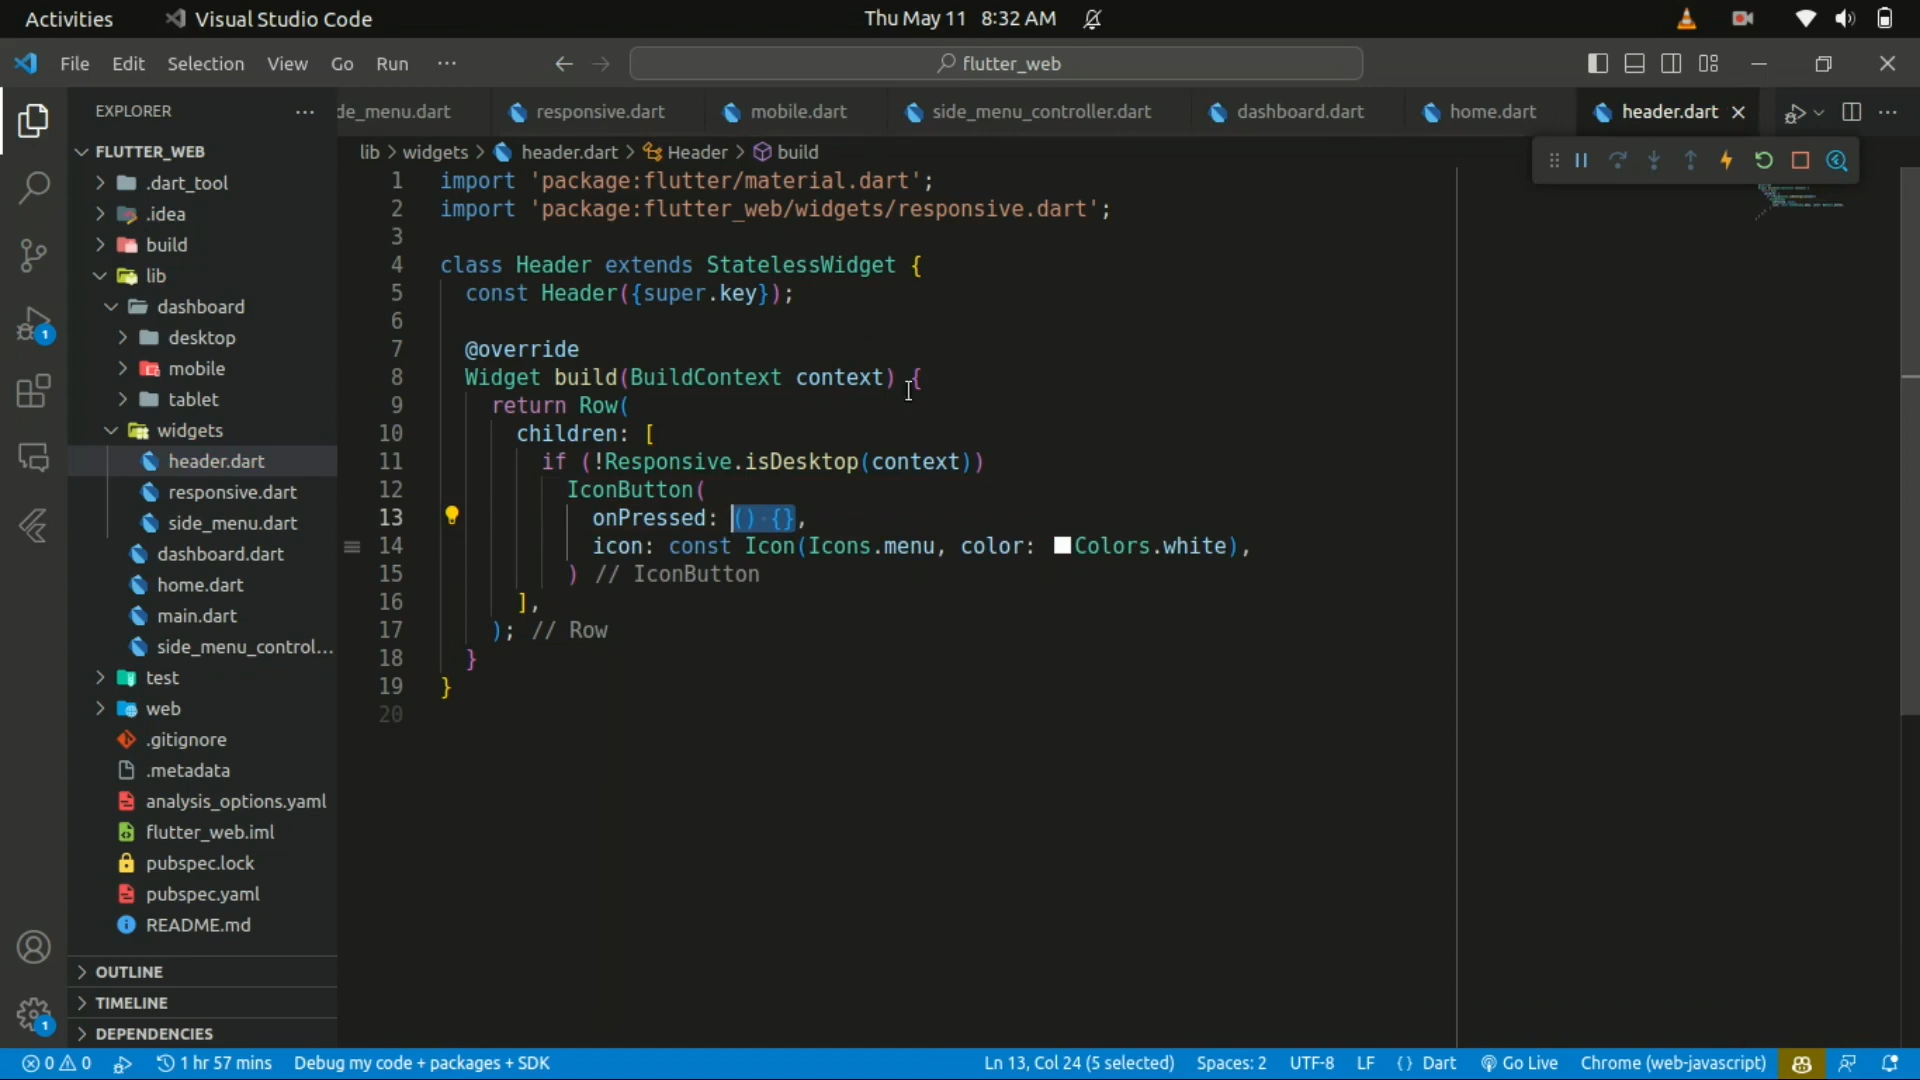 Activities
Visual Studio Code
Thu May 11 8:32 AM
File Edit Selection View Go Run ···
flutter_web
EXPLORER ···
de_menu.dart
responsive.dart
mobile.dart
side_menu_controller.dart
dashboard.dart
home.dart
header.dart
lib > widgets > header.dart > Header > build
FLUTTER_WEB
.dart_tool
.idea
build
lib
dashboard
desktop
mobile
tablet
widgets
header.dart
responsive.dart
side_menu.dart
dashboard.dart
home.dart
main.dart
side_menu_control...
test
web
.gitignore
.metadata
analysis_options.yaml
flutter_web.iml
pubspec.lock
pubspec.yaml
README.md
OUTLINE
TIMELINE
DEPENDENCIES
1 import 'package:flutter/material.dart';
2 import 'package:flutter_web/widgets/responsive.dart';
3
4 class Header extends StatelessWidget {
5 const Header({super.key});
6
7 @override
8 Widget build(BuildContext context) {
9 return Row(
10 children: [
11 if (!Responsive.isDesktop(context))
12 IconButton(
13 onPressed: () {},
14 icon: const Icon(Icons.menu, color: Colors.white),
15 ) // IconButton
16 ],
17 ); // Row
18 }
19 }
20
1
1
0 0
1 hr 57 mins
Debug my code + packages + SDK
Ln 13, Col 24 (5 selected)
Spaces: 2
UTF-8
LF
{ } Dart
Go Live
Chrome (web-javascript)